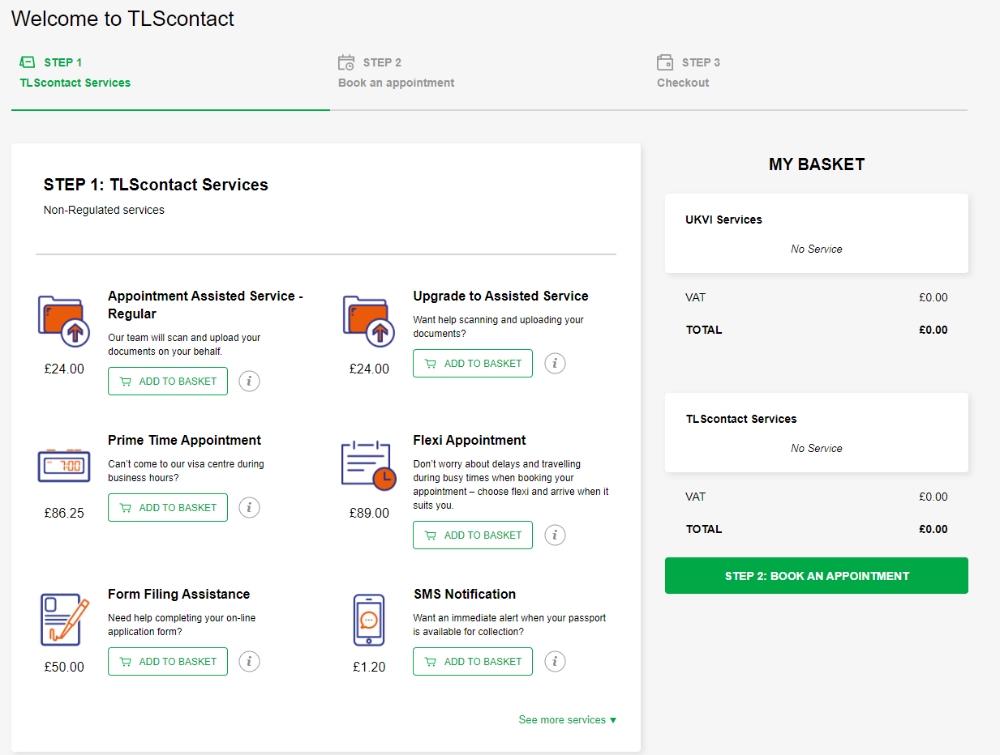 Welcome to TLScontact
STEP 1
TLScontact Services
STEP 2
Book an appointment
STEP 3
Checkout
STEP 1: TLScontact Services
Non-Regulated services
Appointment Assisted Service -
Regular
Our team will scan and upload your
documents on your behalf.
£24.00
ADD TO BASKET
i
Upgrade to Assisted Service
Want help scanning and uploading your
documents?
£24.00
ADD TO BASKET
i
Prime Time Appointment
Can’t come to our visa centre during
business hours?
7:00
£86.25
ADD TO BASKET
i
Flexi Appointment
Don’t worry about delays and travelling
during busy times when booking your
appointment – choose flexi and arrive when it
suits you.
£89.00
ADD TO BASKET
i
Form Filing Assistance
Need help completing your on-line
application form?
£50.00
ADD TO BASKET
i
SMS Notification
Want an immediate alert when your passport
is available for collection?
£1.20
ADD TO BASKET
i
See more services ▼
MY BASKET
UKVI Services
No Service
VAT £0.00
TOTAL £0.00
TLScontact Services
No Service
VAT £0.00
TOTAL £0.00
STEP 2: BOOK AN APPOINTMENT